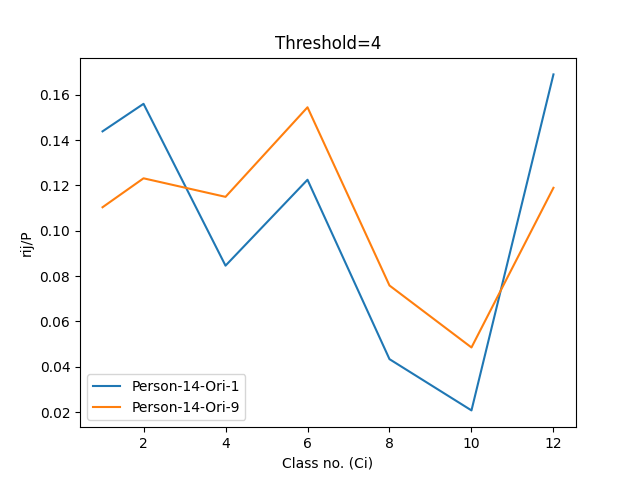 Threshold=4
rij/P
0.16
0.14
0.12
0.10
0.08
0.06
0.04
0.02
Person-14-Ori-1
Person-14-Ori-9
2 4 6 8 10 12
Class no. (Ci)